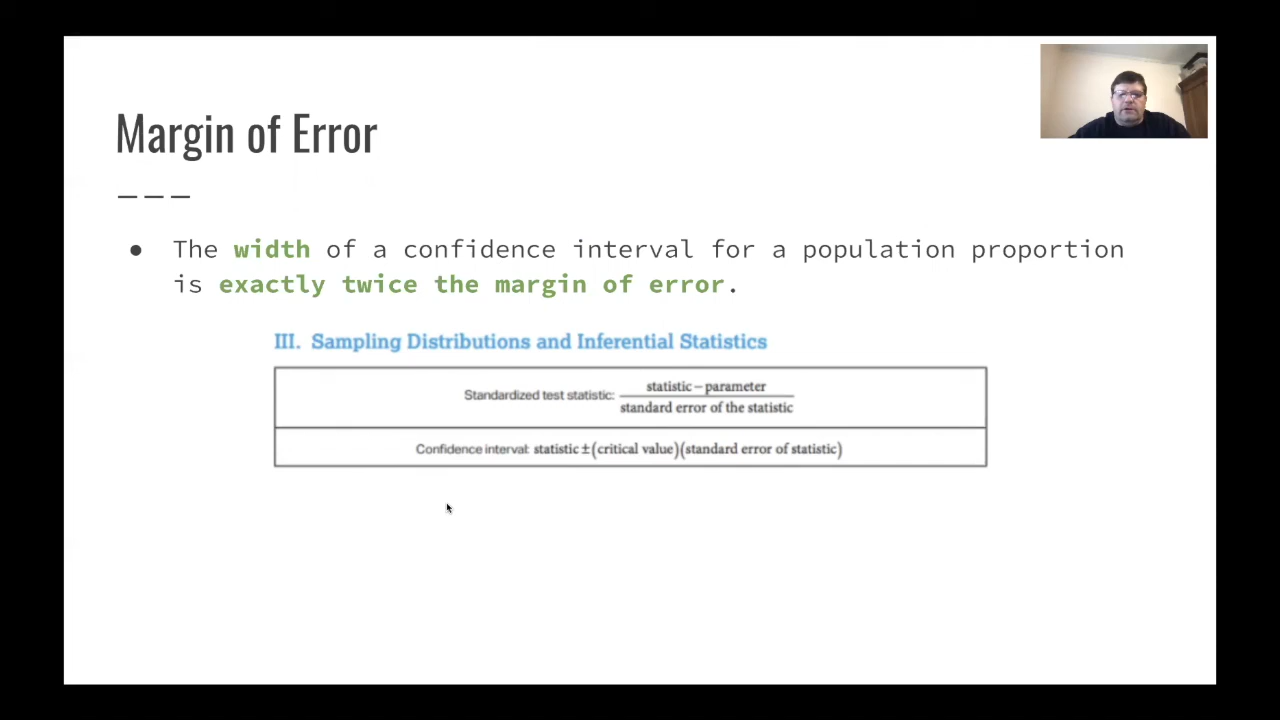 Margin of Error
● The width of a confidence interval for a population proportion
is exactly twice the margin of error.
III. Sampling Distributions and Inferential Statistics
Standardized test statistic: statistic – parameter
standard error of the statistic
Confidence interval: statistic ± (critical value)(standard error of statistic)